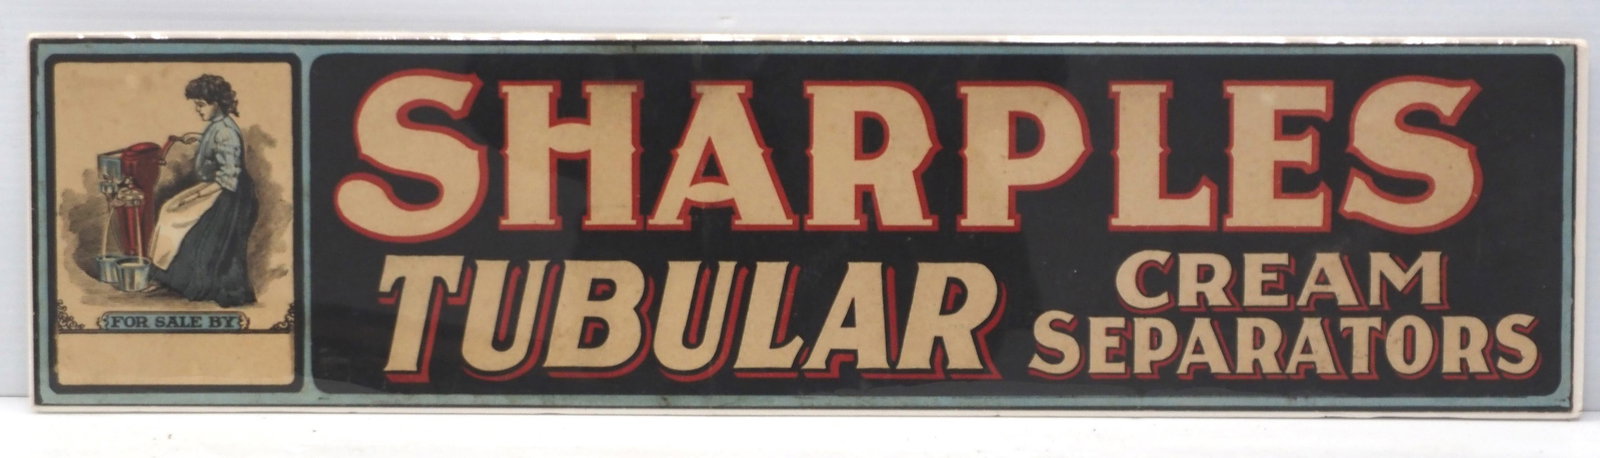 FOR SALE BY
SHARPLES
TUBULAR
CREAM
SEPARATORS